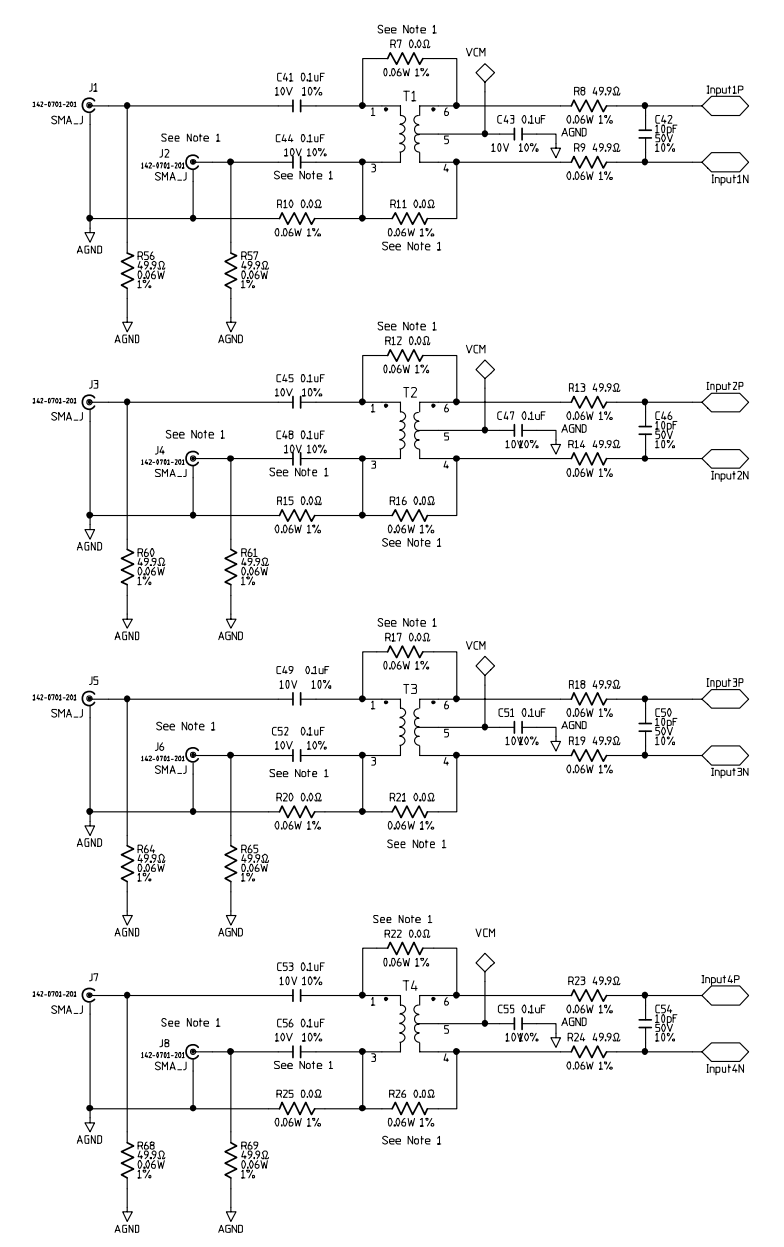 See Note 1
R7 0.0Ω
0.06W 1%
VCM
C41 0.1uF
10V 10%
J1
142-0701-201
SMA_J
T1
1
6
R8 49.9Ω
0.06W 1%
Input1P
C42
10pF
50V
10%
See Note 1
J2
142-0701-201
SMA_J
C44 0.1uF
10V 10%
See Note 1
5
C43 0.1uF
10V 10%
AGND
3
4
R9 49.9Ω
0.06W 1%
Input1N
R10 0.0Ω
0.06W 1%
R11 0.0Ω
0.06W 1%
See Note 1
AGND
R56
49.9Ω
0.06W
1%
R57
49.9Ω
0.06W
1%
AGND
AGND
See Note 1
R12 0.0Ω
0.06W 1%
VCM
C45 0.1uF
10V 10%
J3
142-0701-201
SMA_J
T2
1
6
R13 49.9Ω
0.06W 1%
Input2P
C46
10pF
50V
10%
See Note 1
J4
142-0701-201
SMA_J
C48 0.1uF
10V 10%
See Note 1
5
C47 0.1uF
10V 10%
AGND
3
4
R14 49.9Ω
0.06W 1%
Input2N
R15 0.0Ω
0.06W 1%
R16 0.0Ω
0.06W 1%
See Note 1
AGND
R60
49.9Ω
0.06W
1%
R61
49.9Ω
0.06W
1%
AGND
AGND
See Note 1
R17 0.0Ω
0.06W 1%
VCM
C49 0.1uF
10V 10%
J5
142-0701-201
SMA_J
T3
1
6
R18 49.9Ω
0.06W 1%
Input3P
C50
10pF
50V
10%
See Note 1
J6
142-0701-201
SMA_J
C52 0.1uF
10V 10%
See Note 1
5
C51 0.1uF
10V 10%
AGND
3
4
R19 49.9Ω
0.06W 1%
Input3N
R20 0.0Ω
0.06W 1%
R21 0.0Ω
0.06W 1%
See Note 1
AGND
R64
49.9Ω
0.06W
1%
R65
49.9Ω
0.06W
1%
AGND
AGND
See Note 1
R22 0.0Ω
0.06W 1%
VCM
C53 0.1uF
10V 10%
J7
142-0701-201
SMA_J
T4
1
6
R23 49.9Ω
0.06W 1%
Input4P
C54
10pF
50V
10%
See Note 1
J8
142-0701-201
SMA_J
C56 0.1uF
10V 10%
See Note 1
5
C55 0.1uF
10V 10%
AGND
3
4
R24 49.9Ω
0.06W 1%
Input4N
R25 0.0Ω
0.06W 1%
R26 0.0Ω
0.06W 1%
See Note 1
AGND
R68
49.9Ω
0.06W
1%
R69
49.9Ω
0.06W
1%
AGND
AGND